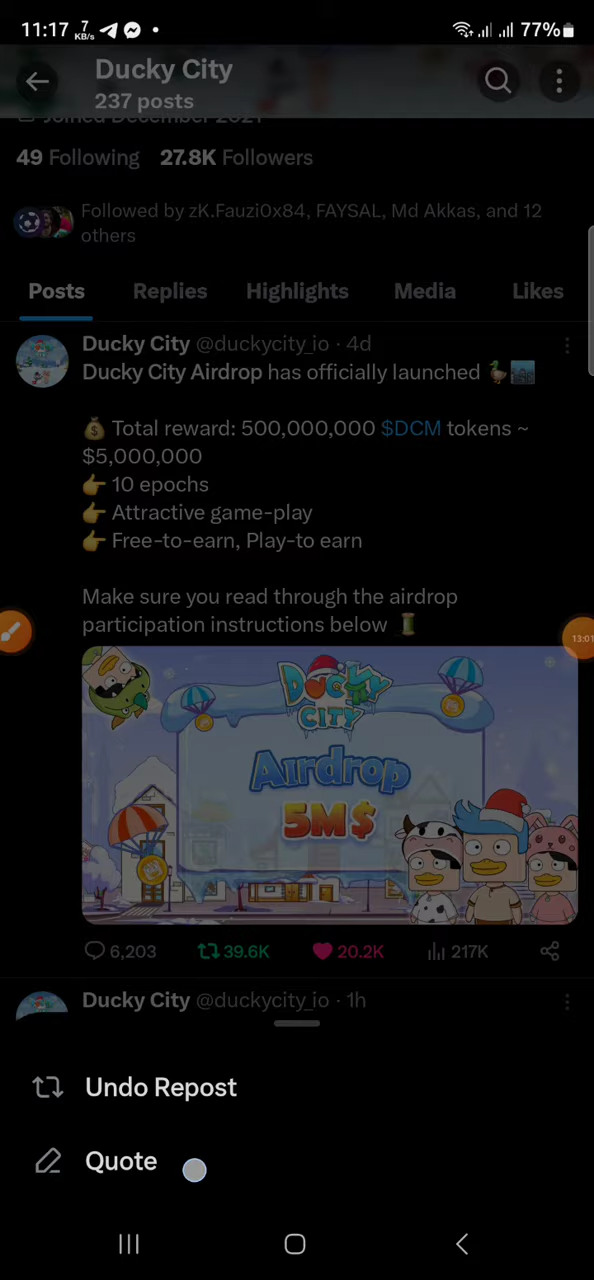 11:17 7 KB/s 77%
Ducky City
237 posts
49 Following 27.8K Followers
Followed by zK.Fauzi0x84, FAYSAL, Md Akkas, and 12
others
Posts Replies Highlights Media Likes
Ducky City @duckycity_io · 4d
Ducky City Airdrop has officially launched
Total reward: 500,000,000 $DCM tokens ~
$5,000,000
10 epochs
Attractive game-play
Free-to-earn, Play-to earn
Make sure you read through the airdrop
participation instructions below
13:01
DUCKY
CITY
Airdrop
5M$
6,203 39.6K 20.2K 217K
Ducky City @duckycity_io · 1h
Undo Repost
Quote